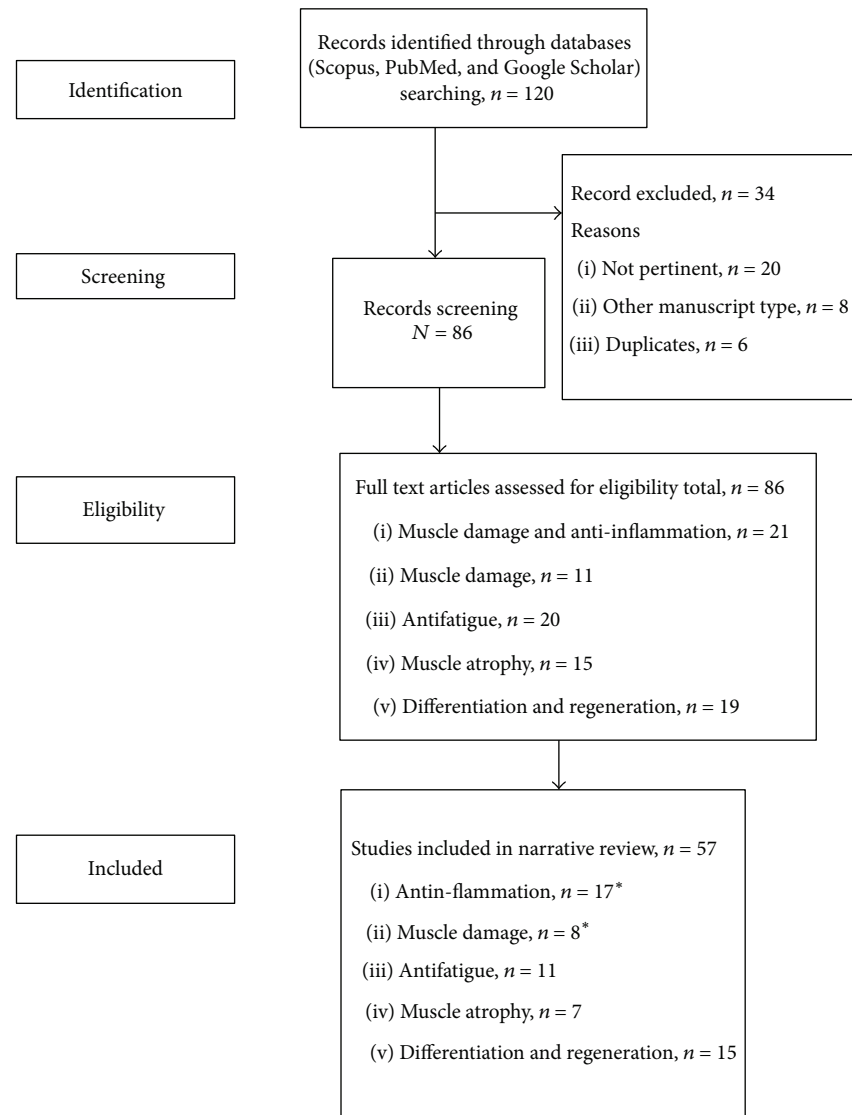 Identification
Records identified through databases
(Scopus, PubMed, and Google Scholar)
searching, n = 120
Record excluded, n = 34
Reasons
(i) Not pertinent, n = 20
(ii) Other manuscript type, n = 8
(iii) Duplicates, n = 6
Screening
Records screening
N = 86
Eligibility
Full text articles assessed for eligibility total, n = 86
(i) Muscle damage and anti-inflammation, n = 21
(ii) Muscle damage, n = 11
(iii) Antifatigue, n = 20
(iv) Muscle atrophy, n = 15
(v) Differentiation and regeneration, n = 19
Included
Studies included in narrative review, n = 57
(i) Antin-flammation, n = 17*
(ii) Muscle damage, n = 8*
(iii) Antifatigue, n = 11
(iv) Muscle atrophy, n = 7
(v) Differentiation and regeneration, n = 15